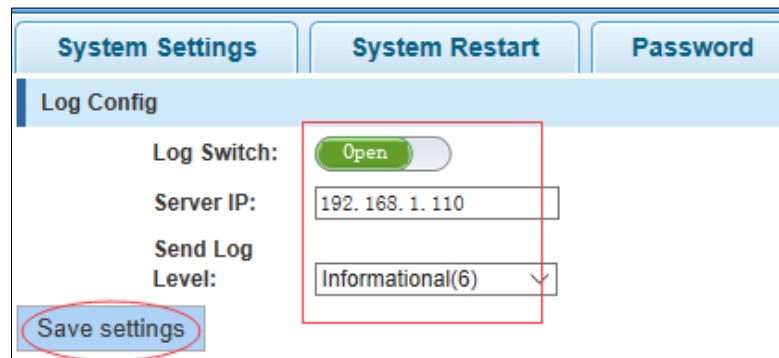 System Settings System Restart Password
Log Config
Log Switch: Open
Server IP: 192.168.1.110
Send Log
Level: Informational(6)
Save settings